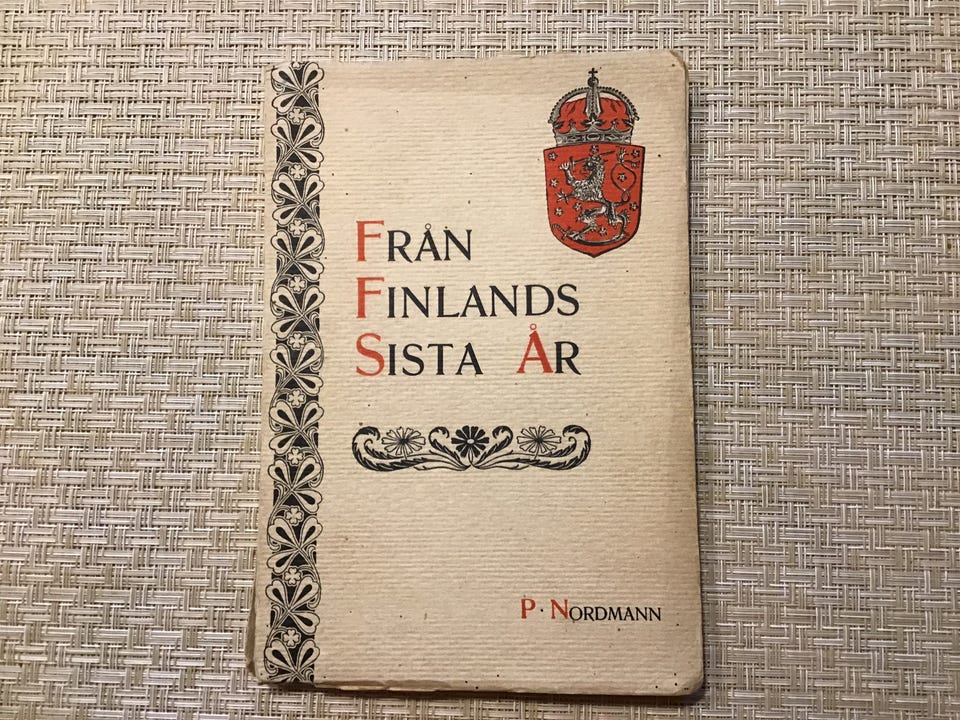 Från
Finlands
Sista År
P · Nordmann